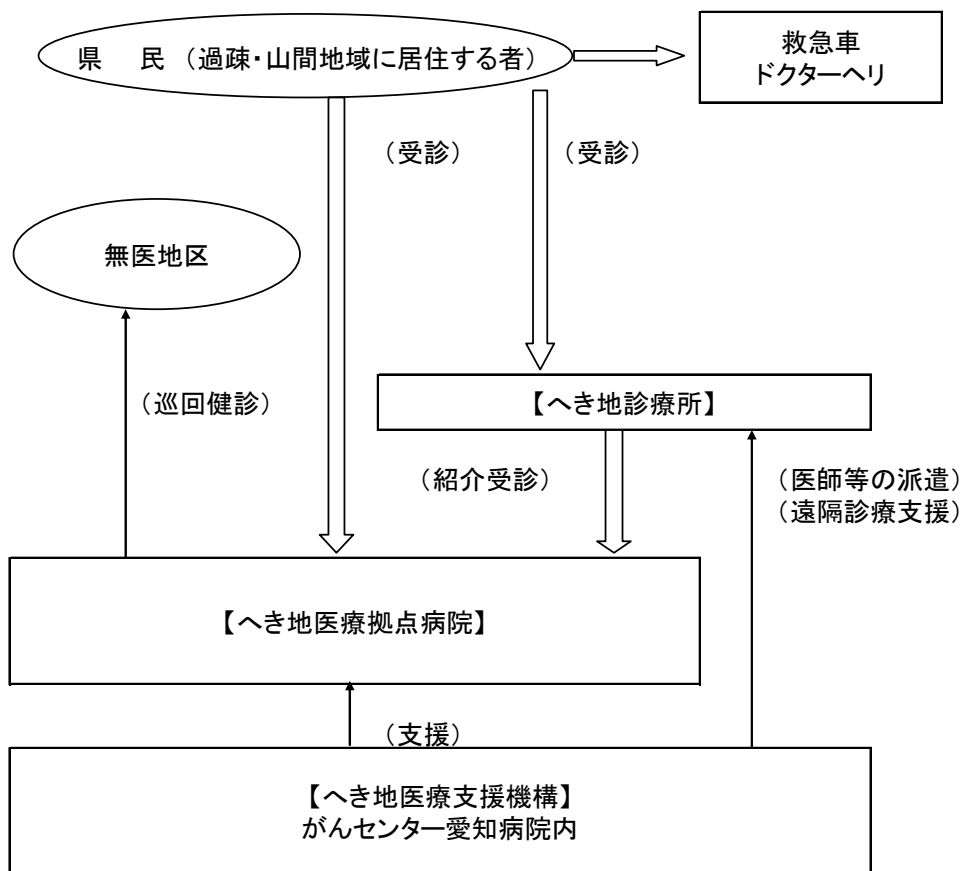 県　民（過疎・山間地域に居住する者）
救急車
ドクターヘリ
（受診）
（受診）
無医地区
（巡回健診）
【へき地診療所】
（紹介受診）
（医師等の派遣）
（遠隔診療支援）
【へき地医療拠点病院】
（支援）
【へき地医療支援機構】
がんセンター愛知病院内